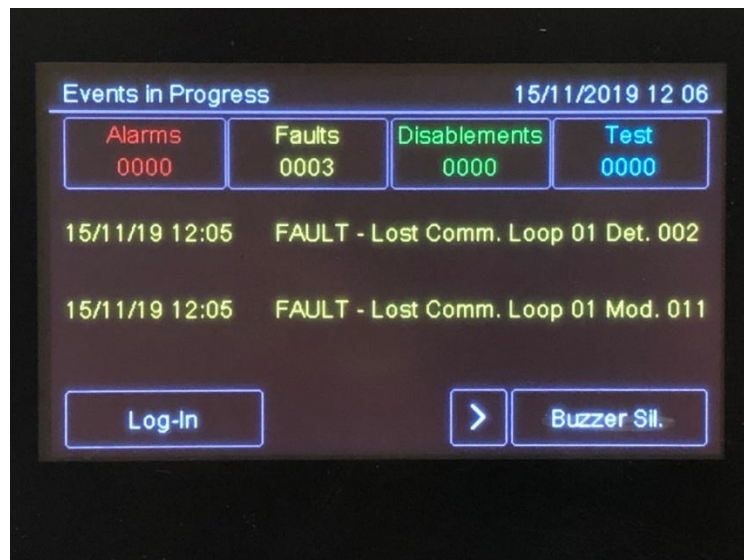 Events in Progress 15/11/2019 12 06
Alarms Faults Disablements Test
0000 0003 0000 0000
15/11/19 12:05 FAULT - Lost Comm. Loop 01 Det. 002
15/11/19 12:05 FAULT - Lost Comm. Loop 01 Mod. 011
Log-In > Buzzer Sil.